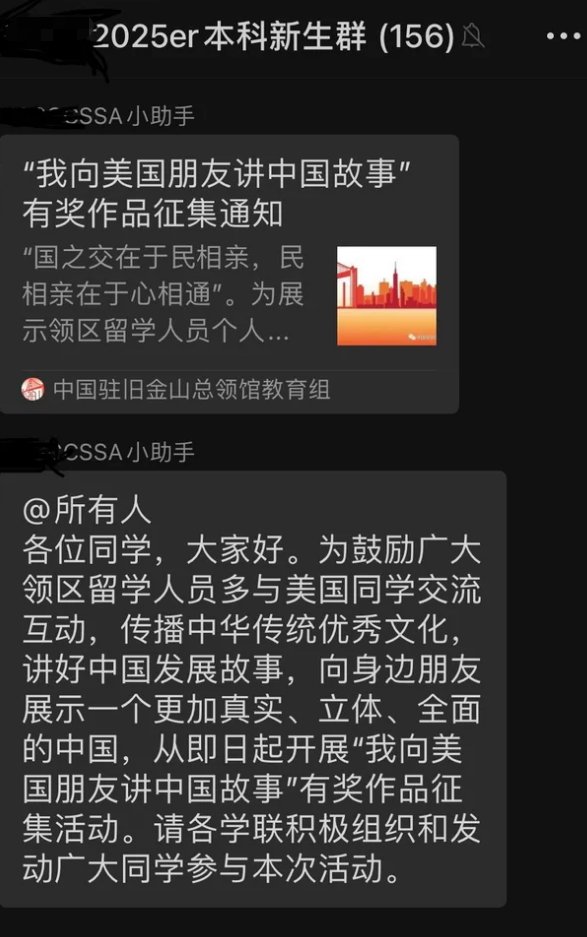 2025er本科新生群 (156)
CSSA小助手
“我向美国朋友讲中国故事”
有奖作品征集通知
“国之交在于民相亲，民
相亲在于心相通”。为展
示领区留学人员个人...
中国驻旧金山总领馆教育组
CSSA小助手
@所有人
各位同学，大家好。为鼓励广大
领区留学人员多与美国同学交流
互动，传播中华传统优秀文化，
讲好中国发展故事，向身边朋友
展示一个更加真实、立体、全面
的中国，从即日起开展“我向美
国朋友讲中国故事”有奖作品征
集活动。请各学联积极组织和发
动广大同学参与本次活动。